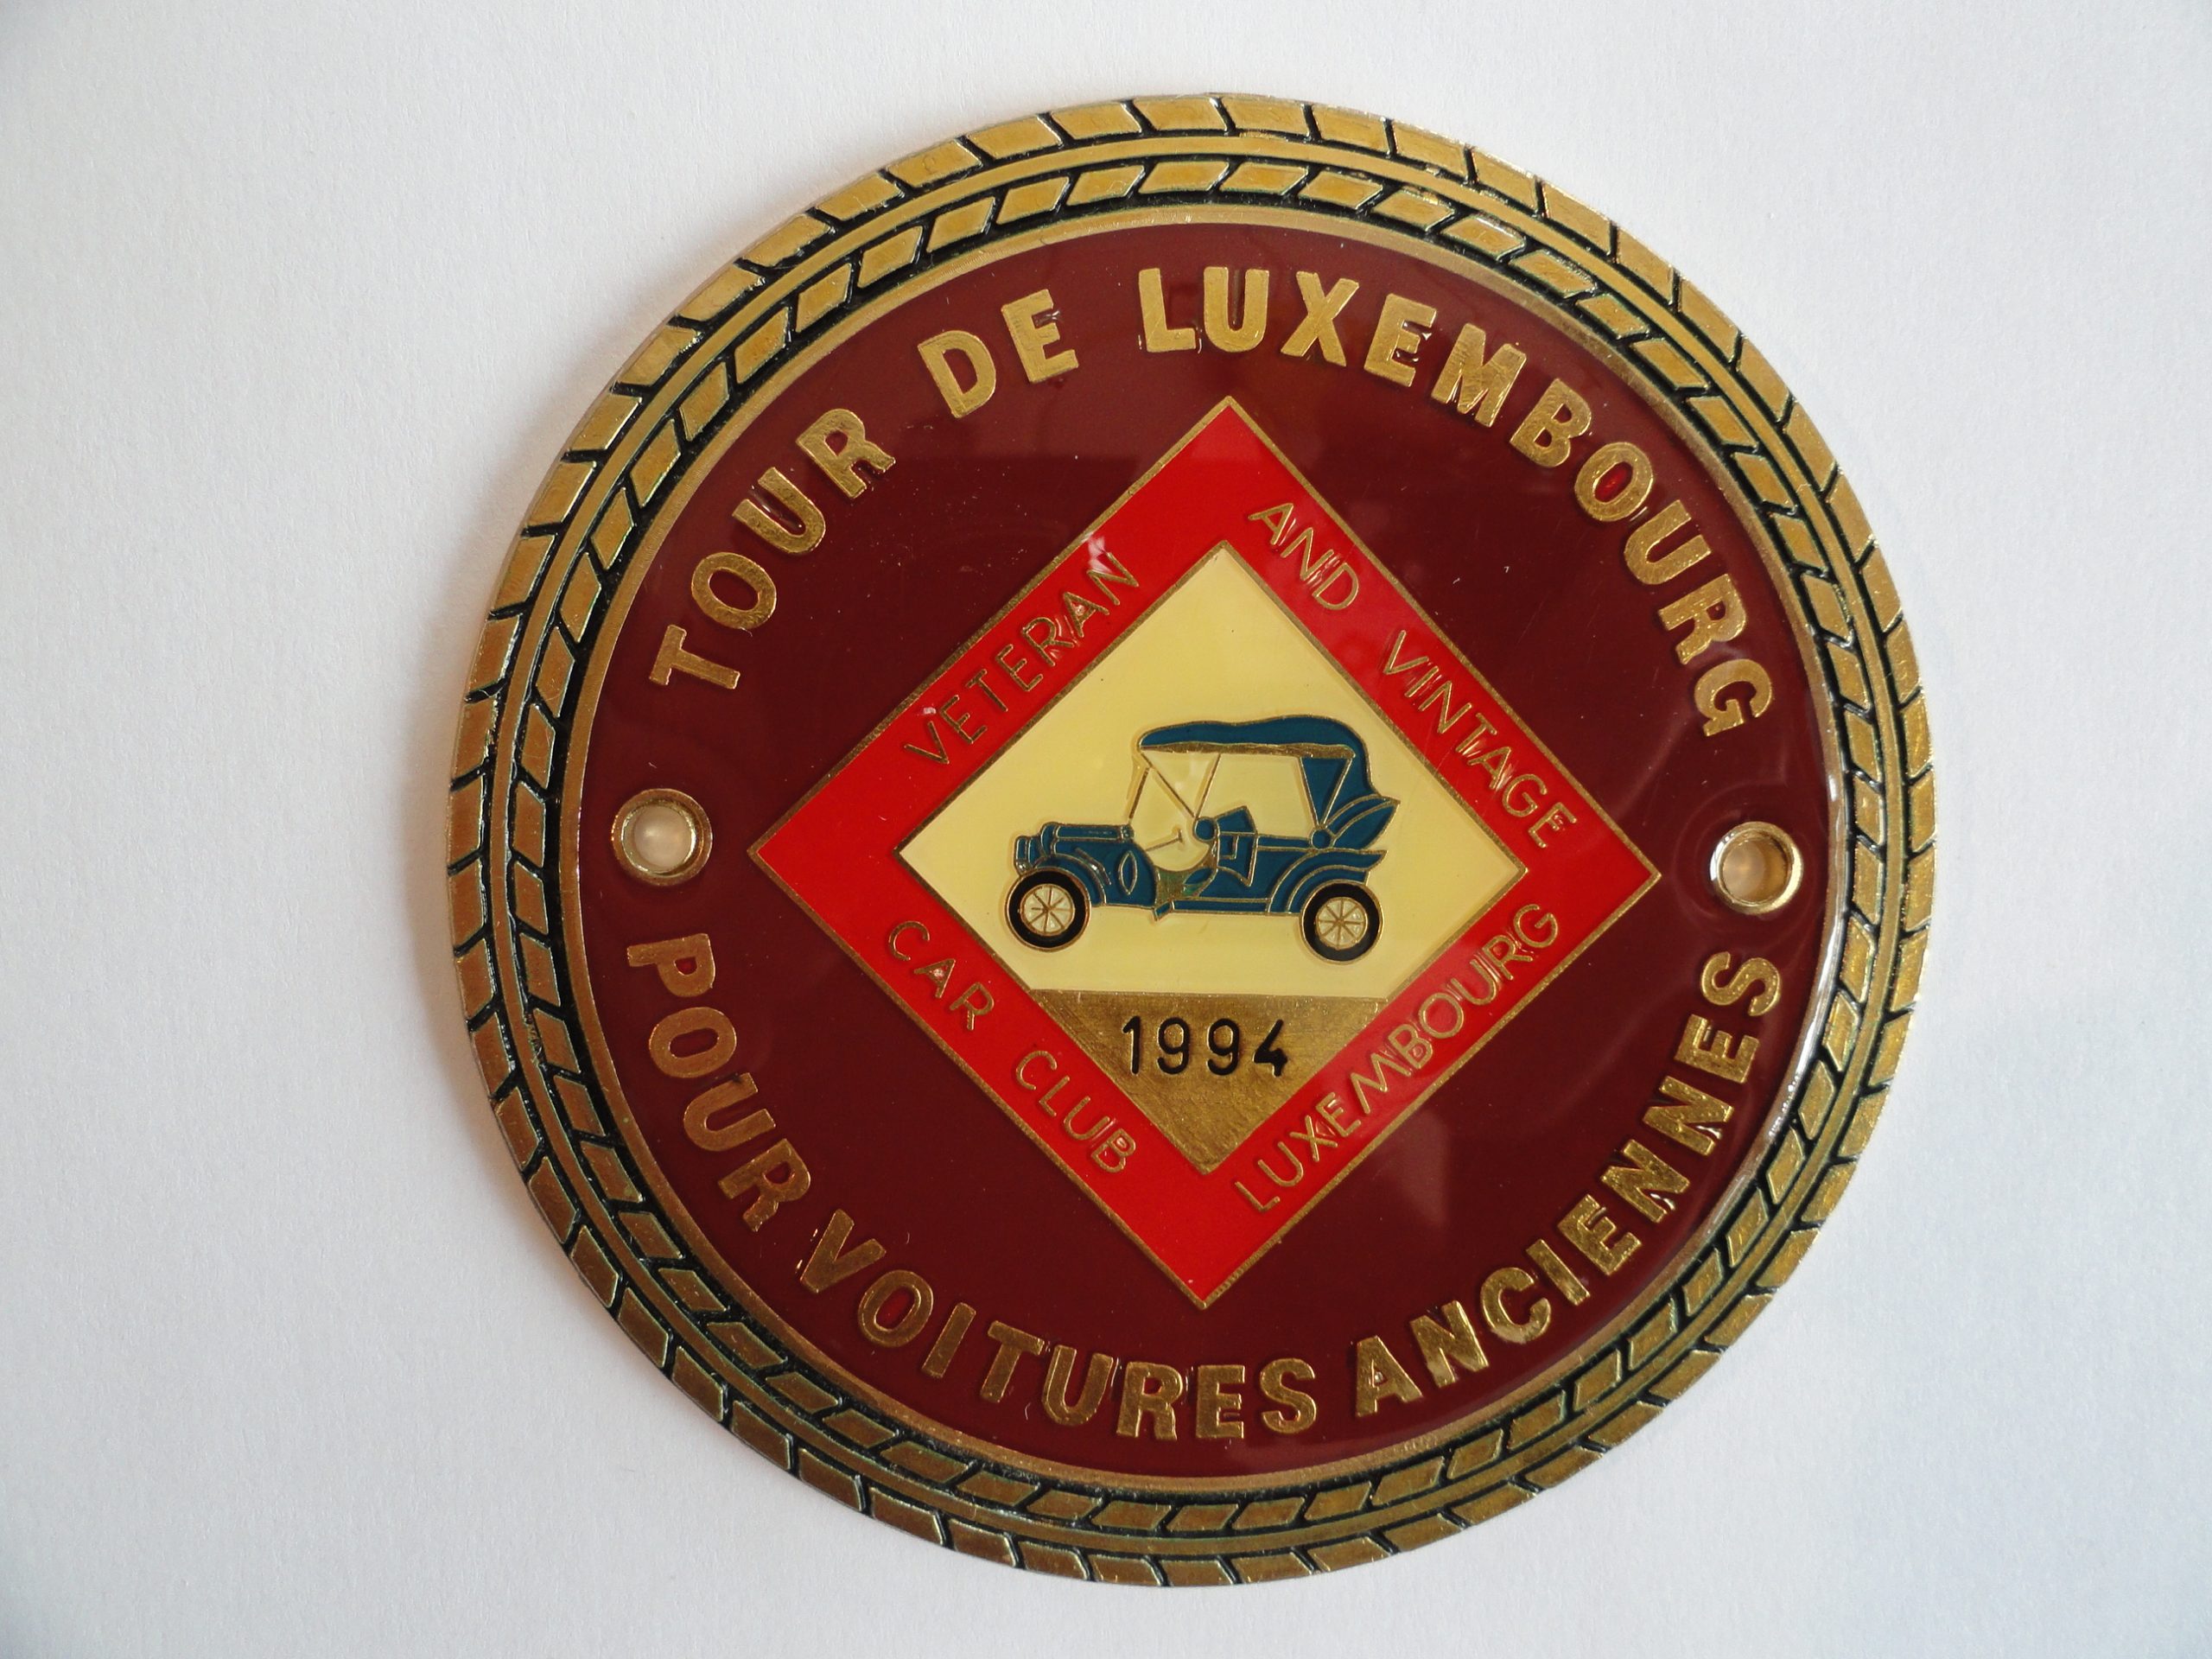 TOUR DE LUXEMBOURG
VETERAN
AND VINTAGE
CAR CLUB
LUXEMBOURG
1994
POUR VOITURES ANCIENNES